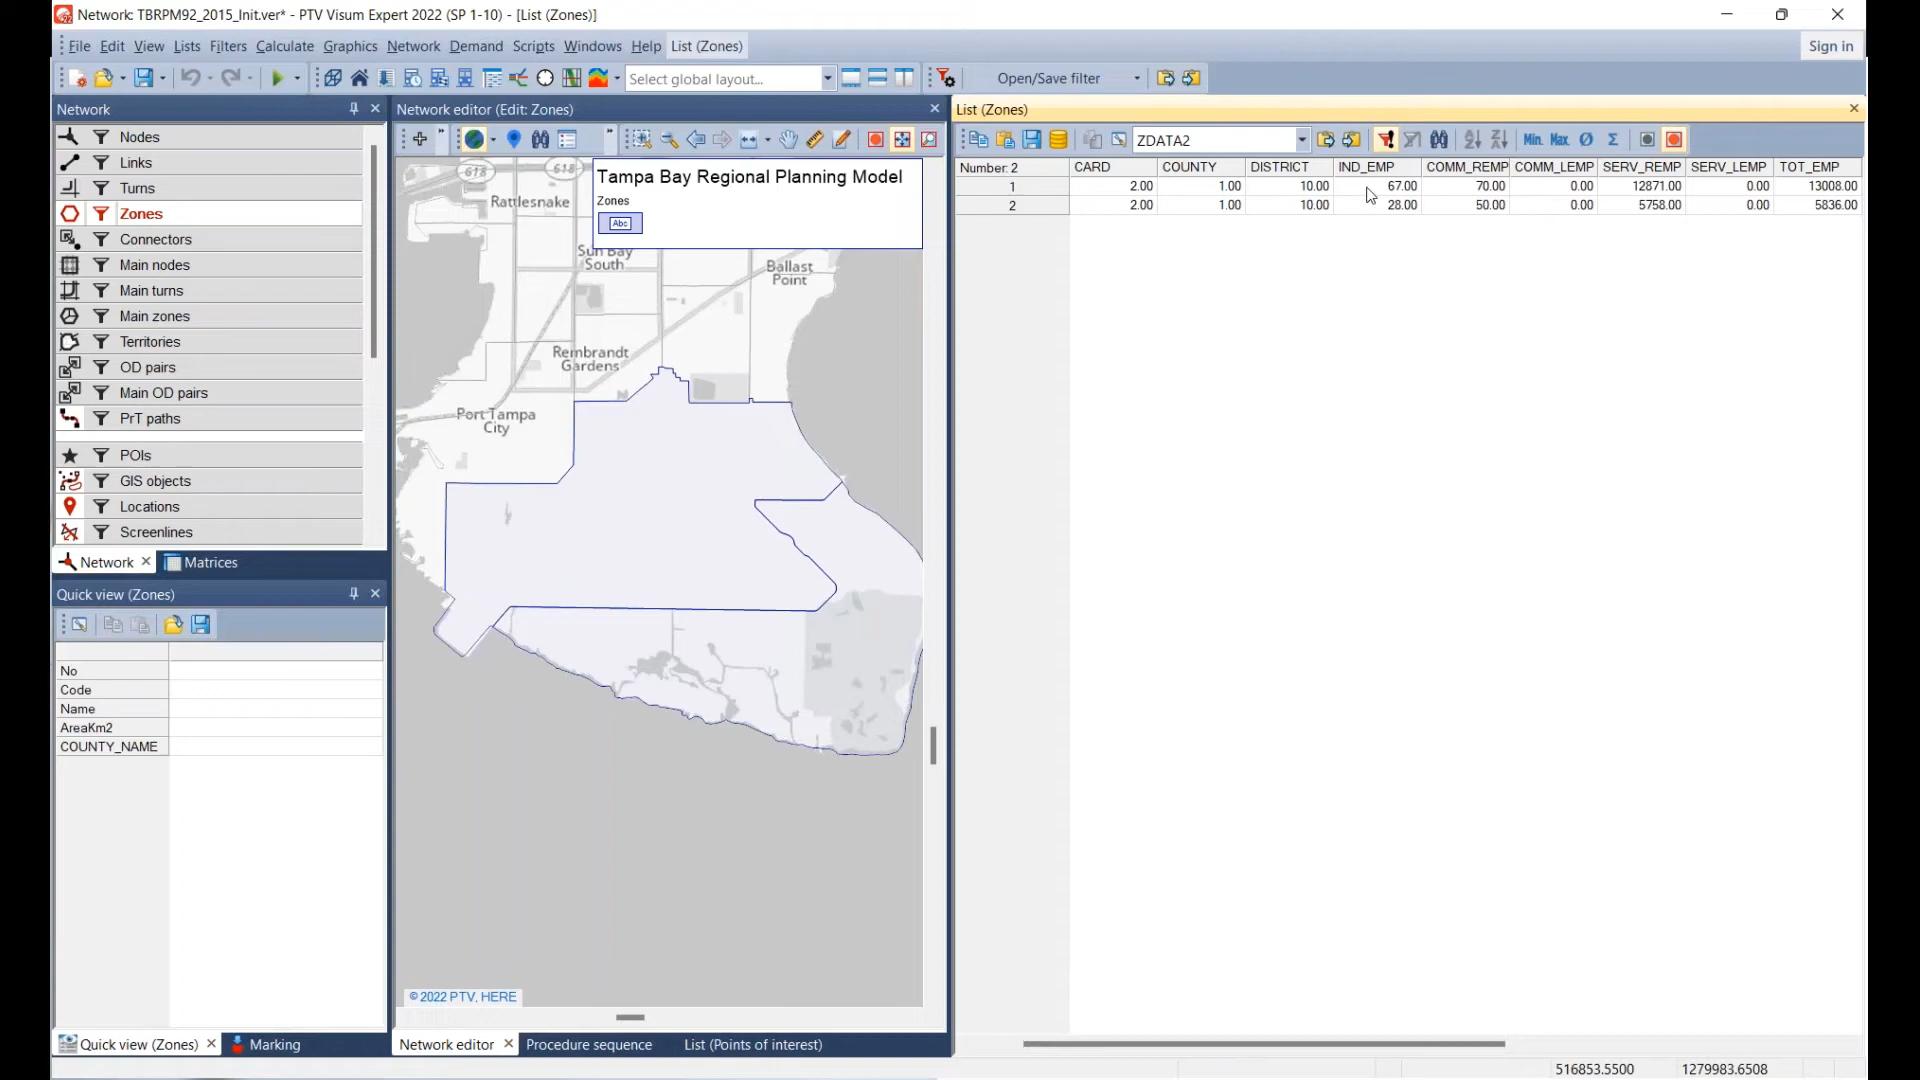 Network: TBRPM92_2015_Init.ver* - PTV Visum Expert 2022 (SP 1-10) - [List (Zones)]
File Edit View Lists Filters Calculate Graphics Network Demand Scripts Windows Help List (Zones)
Sign in
Select global layout...
Open/Save filter
Network
Nodes
Links
Turns
Zones
Connectors
Main nodes
Main turns
Main zones
Territories
OD pairs
Main OD pairs
PrT paths
POIs
GIS objects
Locations
Screenlines
Network
Matrices
Quick view (Zones)
No
Code
Name
AreaKm2
COUNTY_NAME
Quick view (Zones)
Marking
Network editor (Edit: Zones)
618
618
Rattlesnake
Tampa Bay Regional Planning Model
Zones
Abc
Sun Bay
South
Ballast
Point
Rembrandt
Gardens
Port Tampa
City
© 2022 PTV, HERE
Network editor
Procedure sequence
List (Points of interest)
List (Zones)
ZDATA2
Min. Max. Ø Σ
Number: 2 CARD COUNTY DISTRICT IND_EMP COMM_REMP COMM_LEMP SERV_REMP SERV_LEMP TOT_EMP
1 2.00 1.00 10.00 67.00 70.00 0.00 12871.00 0.00 13008.00
2 2.00 1.00 10.00 28.00 50.00 0.00 5758.00 0.00 5836.00
516853.5500 1279983.6508